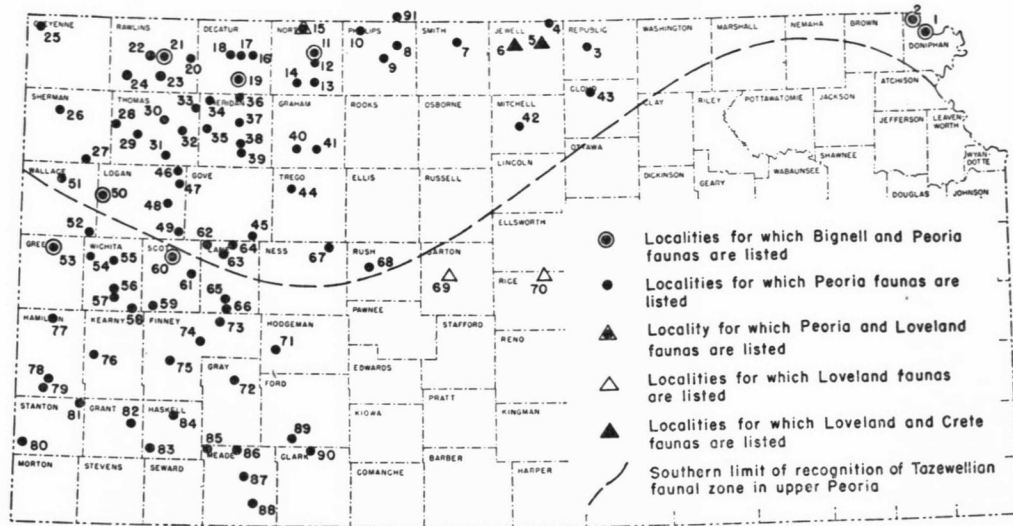 91
2
1
CHEYENNE
RAWLINS
DECATUR
NORTON
PHILLIPS
SMITH
JEWELL
REPUBLIC
WASHINGTON
MARSHALL
NEMAHA
BROWN
DONIPHAN
25
22
21
20
18
17
16
15
11
12
10
8
9
7
6
5
4
3
24
23
19
14
13
ATCHISON
SHERMAN
THOMAS
SHERIDAN
GRAHAM
ROOKS
OSBORNE
MITCHELL
CLOUD
43
CLAY
RILEY
POTTAWATOMIE
JACKSON
JEFFERSON
LEAVEN-
WORTH
WYAN-
DOTTE
26
28
30
33
34
36
37
29
32
35
38
31
39
40
41
42
27
OTTAWA
LINCOLN
SHAWNEE
WABAUNSEE
GEARY
DICKINSON
DOUGLAS
JOHNSON
WALLACE
LOGAN
GOVE
TREGO
ELLIS
RUSSELL
ELLSWORTH
51
50
46
47
48
49
44
45
52
53
WICHITA
SCOTT
LANE
NESS
RUSH
BARTON
RICE
54
55
56
57
58
60
61
59
62
64
63
65
66
67
68
69
70
PAWNEE
STAFFORD
RENO
HAMILTON
KEARNY
FINNEY
HODGEMAN
EDWARDS
77
76
74
73
75
71
GRAY
72
FORD
PRATT
KINGMAN
KIOWA
78
79
81
STANTON
GRANT
HASKELL
82
84
80
83
85
86
89
90
MORTON
STEVENS
SEWARD
MEADE
CLARK
COMANCHE
BARBER
HARPER
87
88
Localities for which Bignell and Peoria
faunas are listed
Localities for which Peoria faunas are
listed
Locality for which Peoria and Loveland
faunas are listed
Localities for which Loveland faunas
are listed
Localities for which Loveland and Crete
faunas are listed
Southern limit of recognition of Tazewellian
faunal zone in upper Peoria